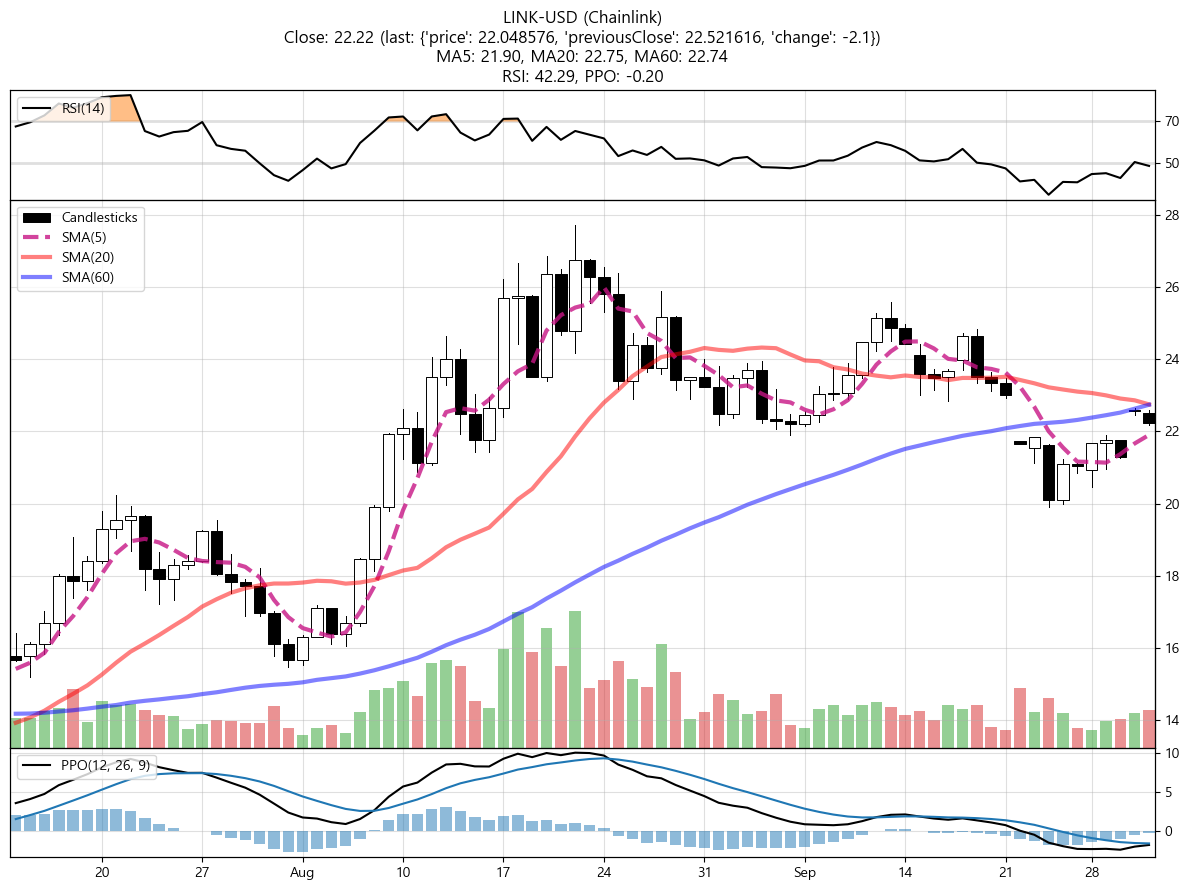 LINK-USD (Chainlink)
Close: 22.22 (last: {'price': 22.048576, 'previousClose': 22.521616, 'change': -2.1})
MA5: 21.90, MA20: 22.75, MA60: 22.74
RSI: 42.29, PPO: -0.20
RSI(14)
70
50
Candlesticks
SMA(5)
SMA(20)
SMA(60)
28
26
24
22
20
18
16
14
PPO(12, 26, 9)
10
5
0
20
27
Aug
10
17
24
31
Sep
14
21
28